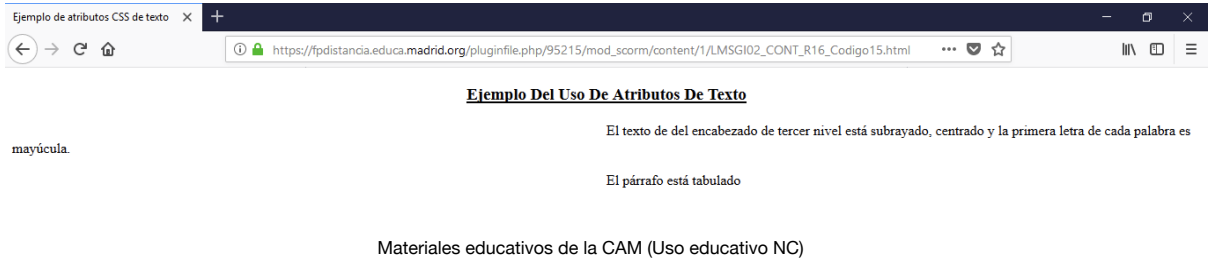 Ejemplo de atributos CSS de texto
https://fpdistancia.educa.madrid.org/pluginfile.php/95215/mod_scorm/content/1/LMSGI02_CONT_R16_Codigo15.html
Ejemplo Del Uso De Atributos De Texto
El texto de del encabezado de tercer nivel está subrayado, centrado y la primera letra de cada palabra es
mayúcula.
El párrafo está tabulado
Materiales educativos de la CAM (Uso educativo NC)